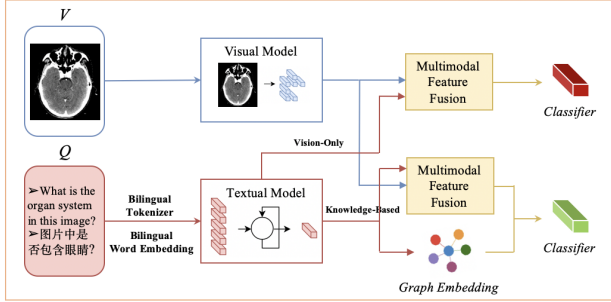 V
Visual Model
Multimodal
Feature
Fusion
Classifier
Vision-Only
Q
➢What is the
organ system
in this image?
➢图片中是
否包含眼睛?
Bilingual
Tokenizer
Bilingual
Word Embedding
Textual Model
Knowledge-Based
Multimodal
Feature
Fusion
Classifier
Graph Embedding